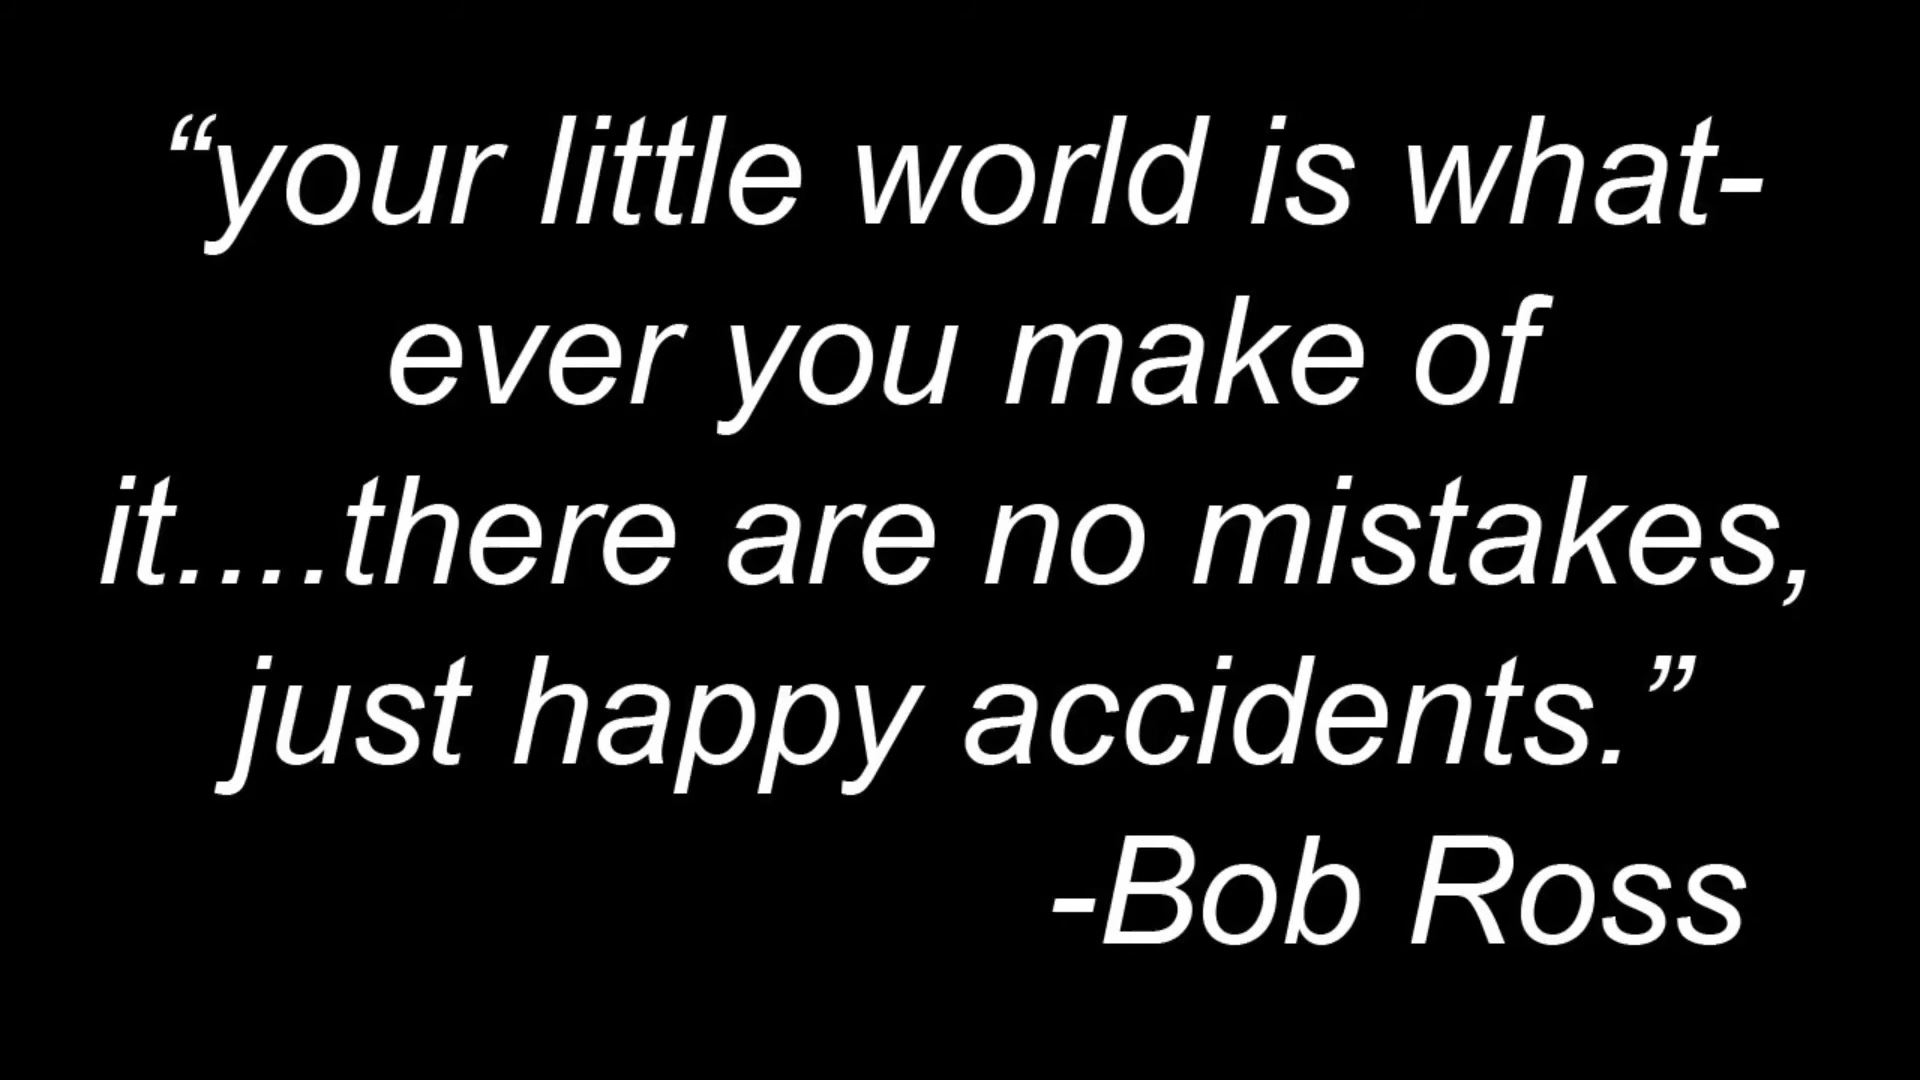 “your little world is what-
ever you make of
it....there are no mistakes,
just happy accidents.”
-Bob Ross